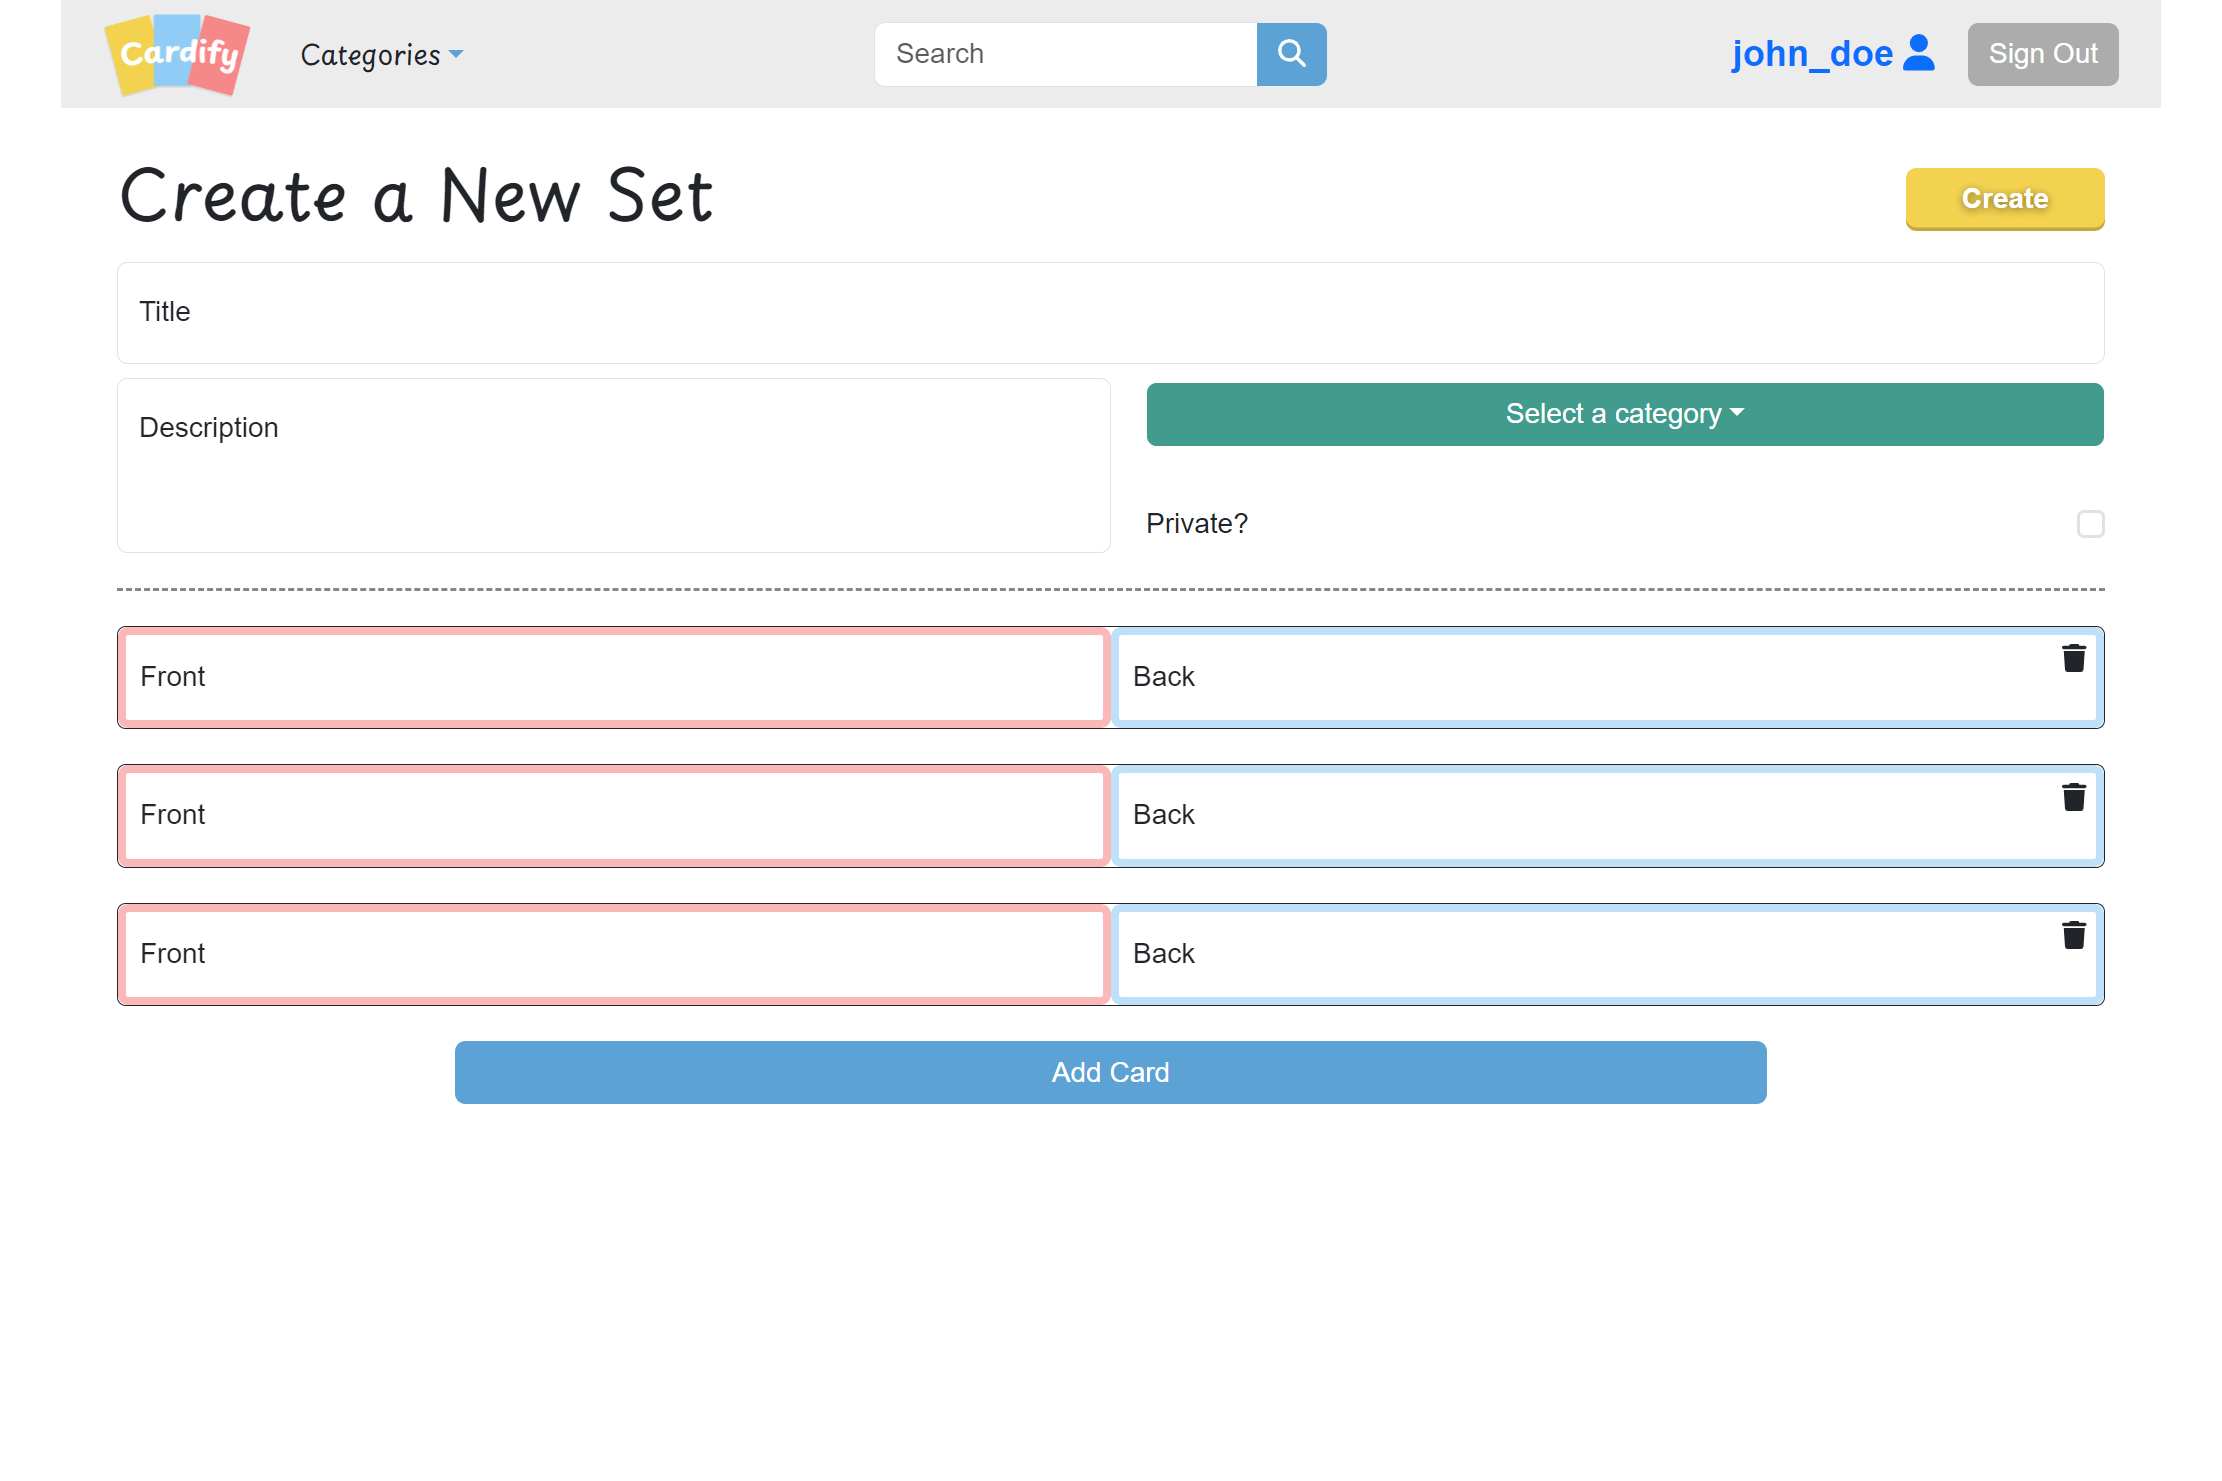 Cardify
Categories
Search
john_doe
Sign Out
Create a New Set
Create
Title
Description
Select a category
Private?
Front
Back
Front
Back
Front
Back
Add Card